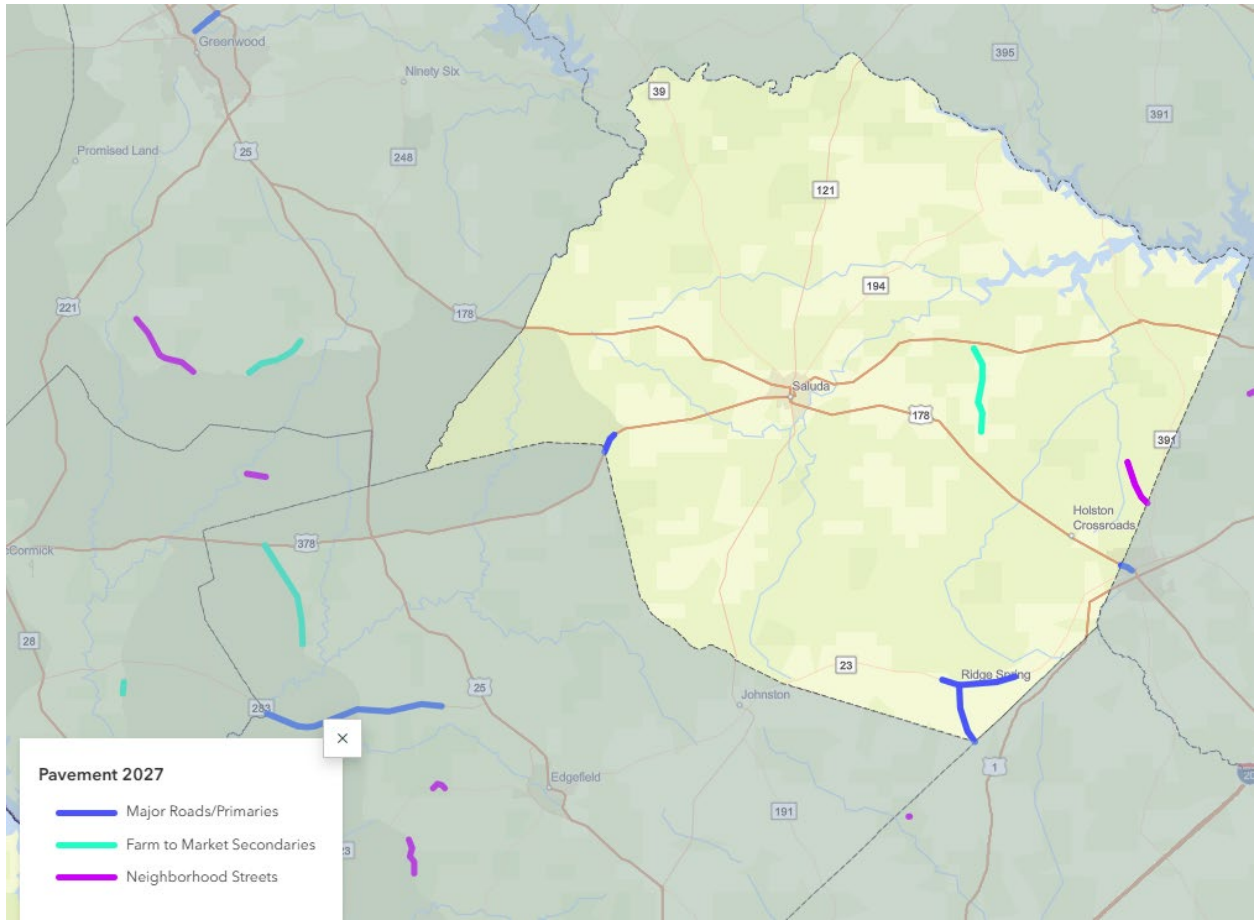 Greenwood
Ninety Six
39
395
391
Promised Land
25
248
121
221
178
194
Saluda
178
391
Holston
Crossroads
McCormick
378
28
23
Ridge Spring
25
283
Johnston
1
20
Edgefield
191
23
×
Pavement 2027
Major Roads/Primaries
Farm to Market Secondaries
Neighborhood Streets